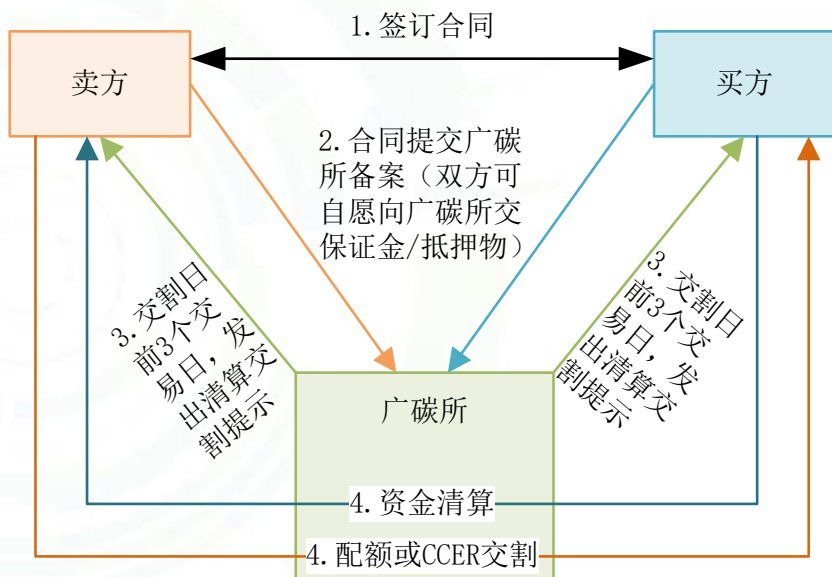 1.签订合同
卖方
买方
2.合同提交广碳
所备案（双方可
自愿向广碳所交
保证金/抵押物）
3.交割日
前3个交
易日，发
出清算交
割提示
3.交割日
前3个交
易日，发
出清算交
割提示
广碳所
4.资金清算
4.配额或CCER交割